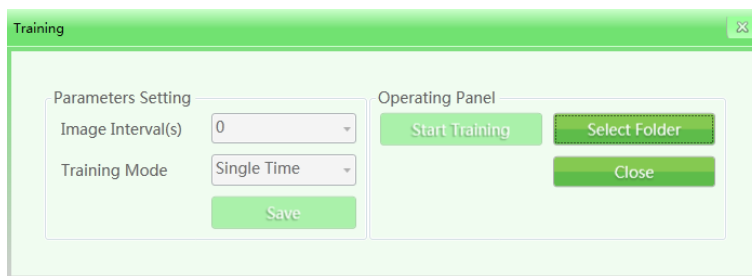 Training
Parameters Setting
Image Interval(s) 0
Training Mode Single Time
Save
Operating Panel
Start Training Select Folder
Close